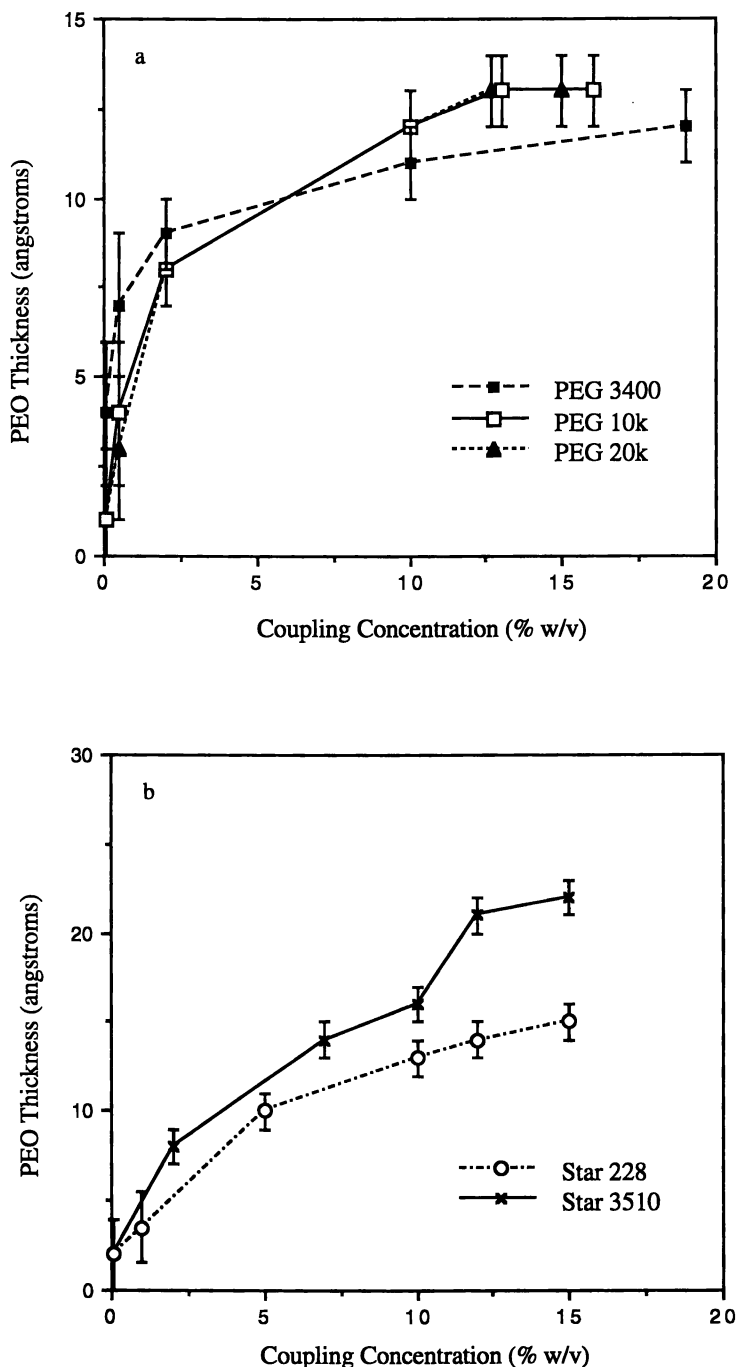 15
a
10
5
0
PEO Thickness (angstroms)
PEG 3400
PEG 10k
PEG 20k
0 5 10 15 20
Coupling Concentration (% w/v)
30
b
20
10
0
PEO Thickness (angstroms)
Star 228
Star 3510
0 5 10 15 20
Coupling Concentration (% w/v)